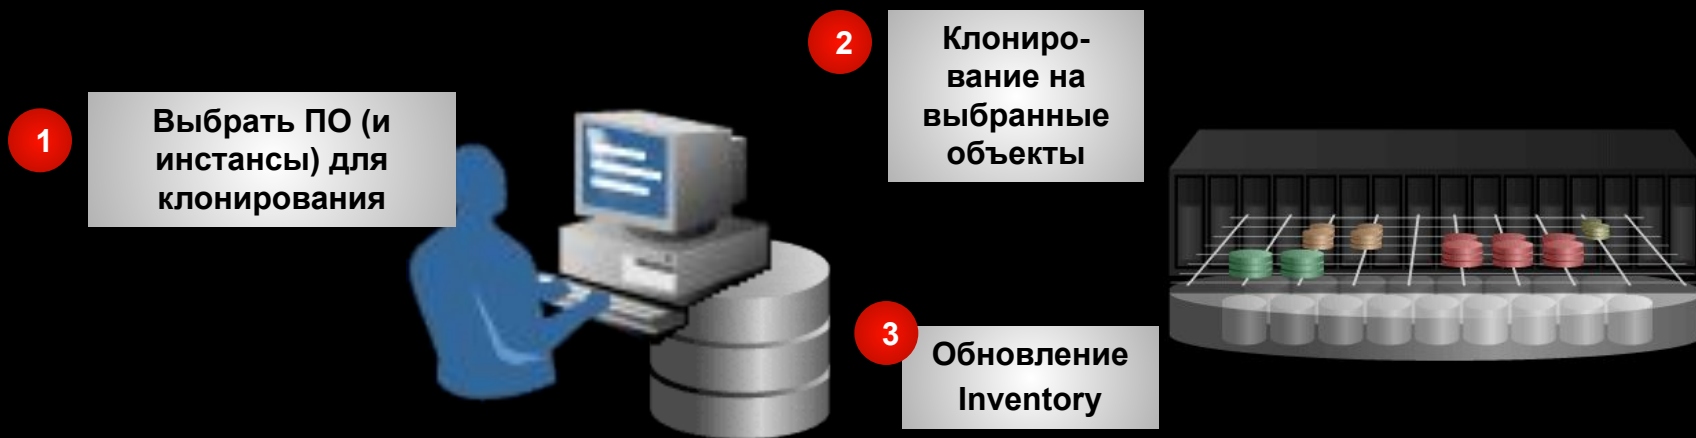 1
Выбрать ПО (и
инстансы) для
клонирования
2
Клониро-
вание на
выбранные
объекты
3
Обновление
Inventory